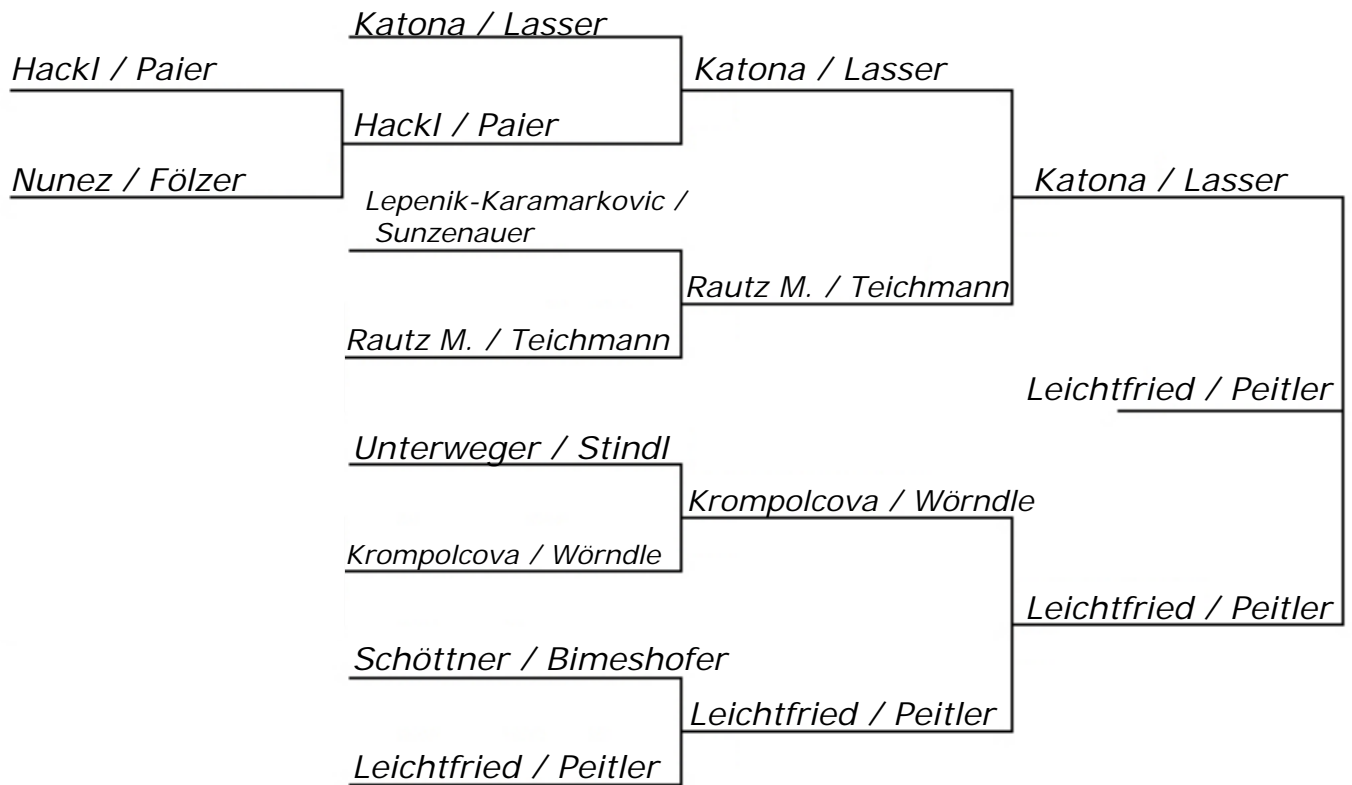 Katona / Lasser
Hackl / Paier
Katona / Lasser
Hackl / Paier
Nunez / Fölzer
Katona / Lasser
Lepenik-Karamarkovic /
Sunzenauer
Rautz M. / Teichmann
Rautz M. / Teichmann
Leichtfried / Peitler
Unterweger / Stindl
Krompolcova / Wörndle
Krompolcova / Wörndle
Leichtfried / Peitler
Schöttner / Bimeshofer
Leichtfried / Peitler
Leichtfried / Peitler